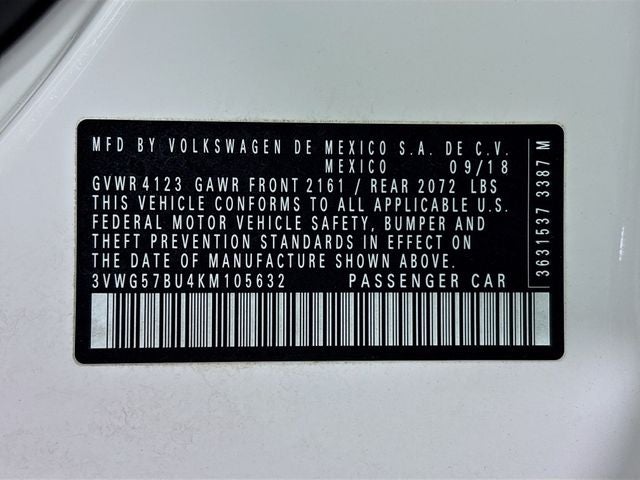 MFD BY VOLKSWAGEN DE MEXICO S.A. DE C.V.
MEXICO 09/18
GVWR 4123 GAWR FRONT 2161 / REAR 2072 LBS
THIS VEHICLE CONFORMS TO ALL APPLICABLE U.S.
FEDERAL MOTOR VEHICLE SAFETY, BUMPER AND
THEFT PREVENTION STANDARDS IN EFFECT ON
THE DATE OF MANUFACTURE SHOWN ABOVE.
3VWG57BU4KM105632 PASSENGER CAR
3631537 3387 M